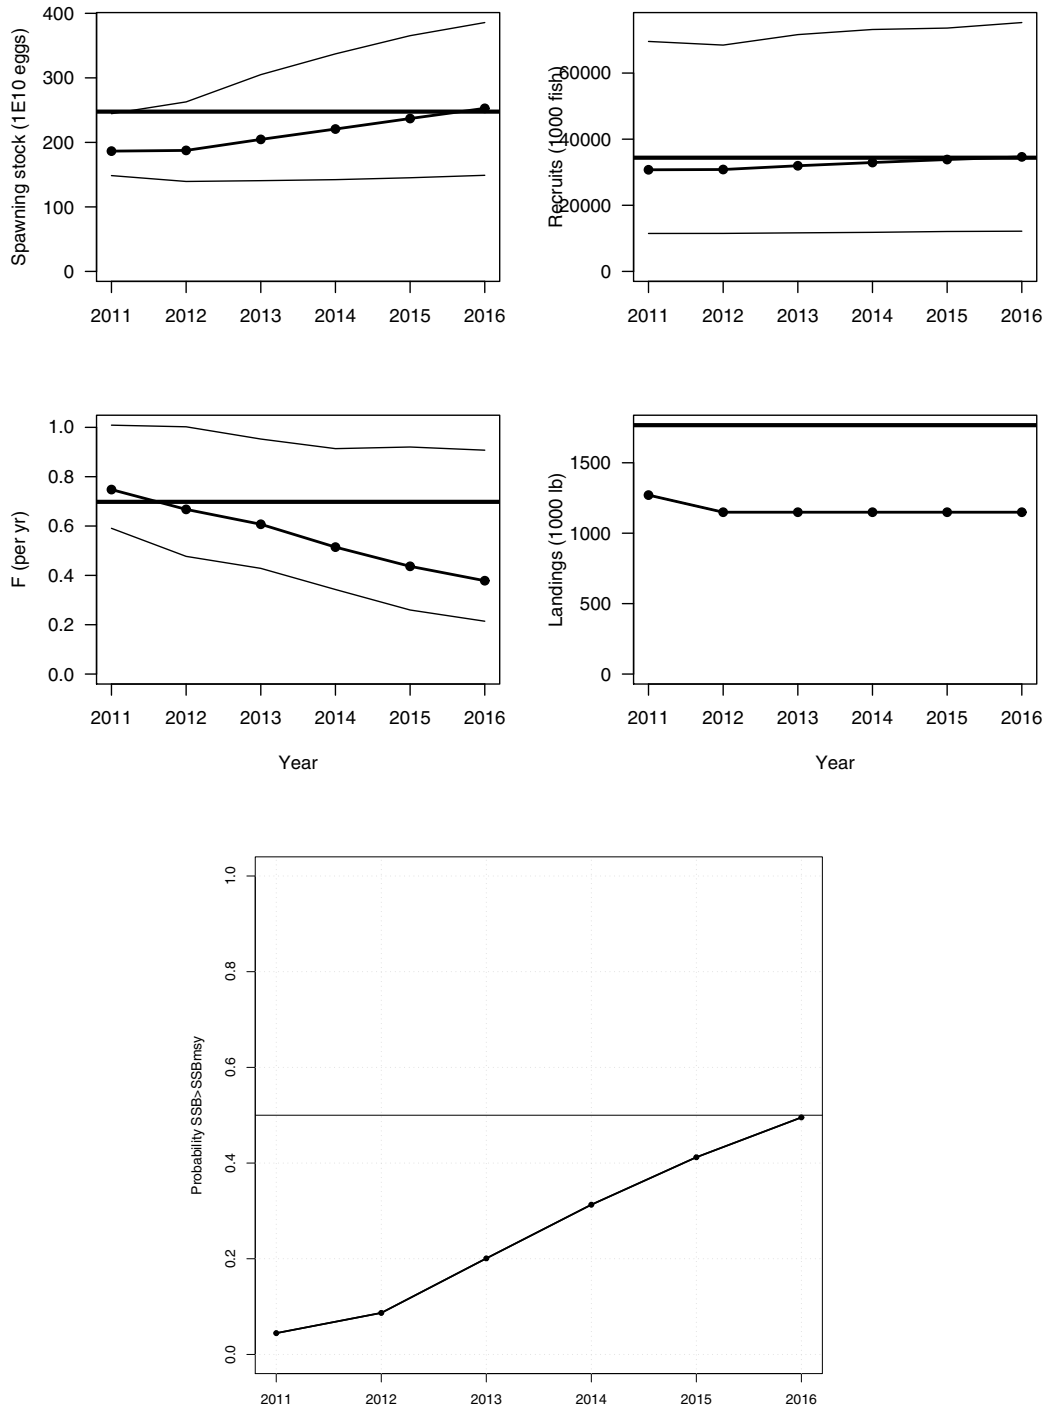 Spawning stock (1E10 eggs)
400
300
200
100
0
2011 2012 2013 2014 2015 2016
Recruits (1000 fish)
60000
40000
20000
0
2011 2012 2013 2014 2015 2016
F (per yr)
1.0
0.8
0.6
0.4
0.2
0.0
2011 2012 2013 2014 2015 2016
Year
Landings (1000 lb)
1500
1000
500
0
2011 2012 2013 2014 2015 2016
Year
Probability SSB>SSBmsy
1.0
0.8
0.6
0.4
0.2
0.0
2011 2012 2013 2014 2015 2016